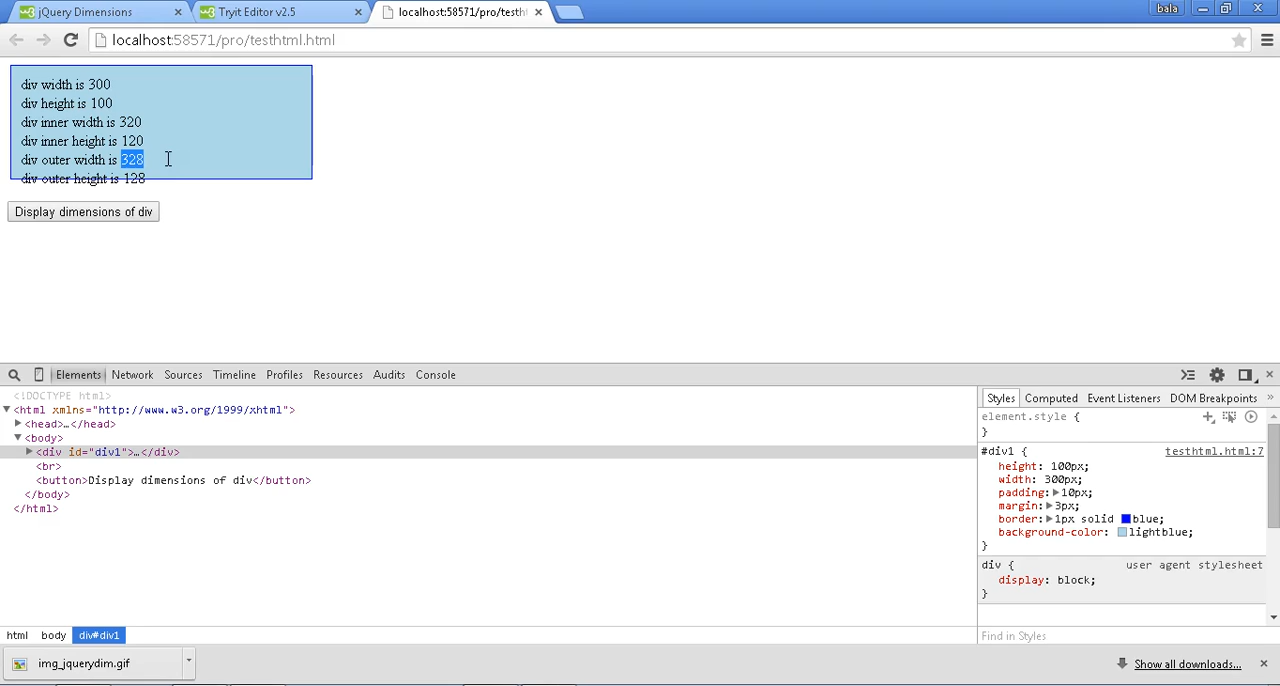 jQuery Dimensions
Tryit Editor v2.5
localhost:58571/pro/testh
bala
localhost:58571/pro/testhtml.html
div width is 300
div height is 100
div inner width is 320
div inner height is 120
div outer width is 328
div outer height is 128
Display dimensions of div
Elements Network Sources Timeline Profiles Resources Audits Console
<!DOCTYPE html>
<html xmlns="http://www.w3.org/1999/xhtml">
<head>…</head>
<body>
<div id="div1">…</div>
<br>
<button>Display dimensions of div</button>
</body>
</html>
Styles Computed Event Listeners DOM Breakpoints »
element.style {
}
#div1 { testhtml.html:7
height: 100px;
width: 300px;
padding: 10px;
margin: 3px;
border: 1px solid blue;
background-color: lightblue;
}
div { user agent stylesheet
display: block;
}
html body div#div1
Find in Styles
img_jquerydim.gif
Show all downloads...